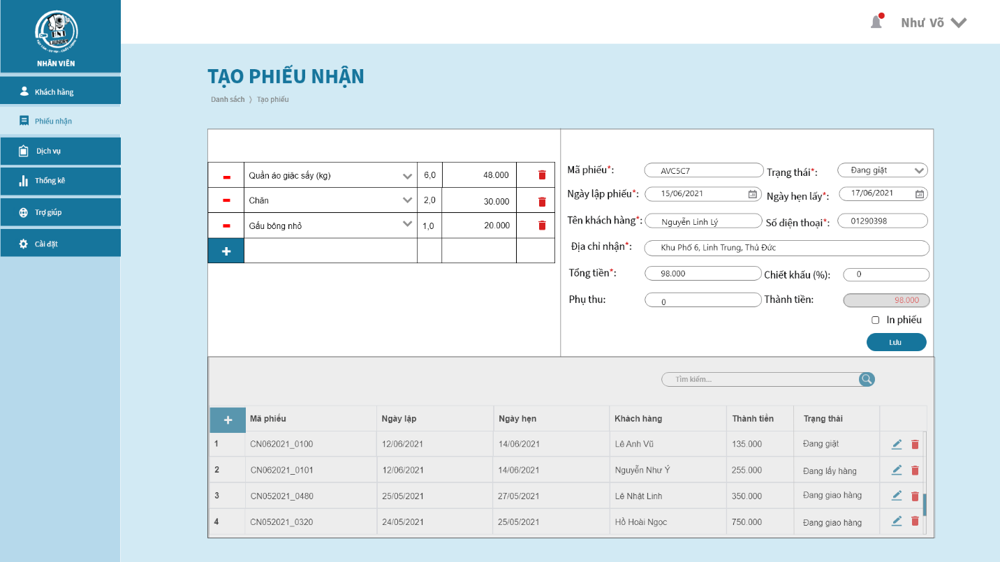 LAUNDRY
NHÂN VIÊN
Khách hàng
Phiếu nhận
Dịch vụ
Thống kê
Trợ giúp
Cài đặt
Như Võ
TẠO PHIẾU NHẬN
Danh sách 〉 Tạo phiếu
- Quần áo giặc sấy (kg) 6,0 48.000
- Chăn 2,0 30.000
- Gấu bông nhỏ 1,0 20.000
+
Mã phiếu*: AVC5C7 Trạng thái*: Đang giặt
Ngày lập phiếu*: 15/06/2021 Ngày hẹn lấy*: 17/06/2021
Tên khách hàng*: Nguyễn Linh Lý Số điện thoại*: 01290398
Địa chỉ nhận*: Khu Phố 6, Linh Trung, Thủ Đức
Tổng tiền*: 98.000 Chiết khấu (%): 0
Phụ thu: 0 Thành tiền: 98.000
In phiếu
Lưu
Tìm kiếm...
+ Mã phiếu Ngày lập Ngày hẹn Khách hàng Thành tiền Trạng thái
1 CN062021_0100 12/06/2021 14/06/2021 Lê Anh Vũ 135.000 Đang giặt
2 CN062021_0101 12/06/2021 14/06/2021 Nguyễn Như Ý 255.000 Đang lấy hàng
3 CN052021_0480 25/05/2021 27/05/2021 Lê Nhật Linh 350.000 Đang giao hàng
4 CN052021_0320 24/05/2021 25/05/2021 Hồ Hoài Ngọc 750.000 Đang giao hàng